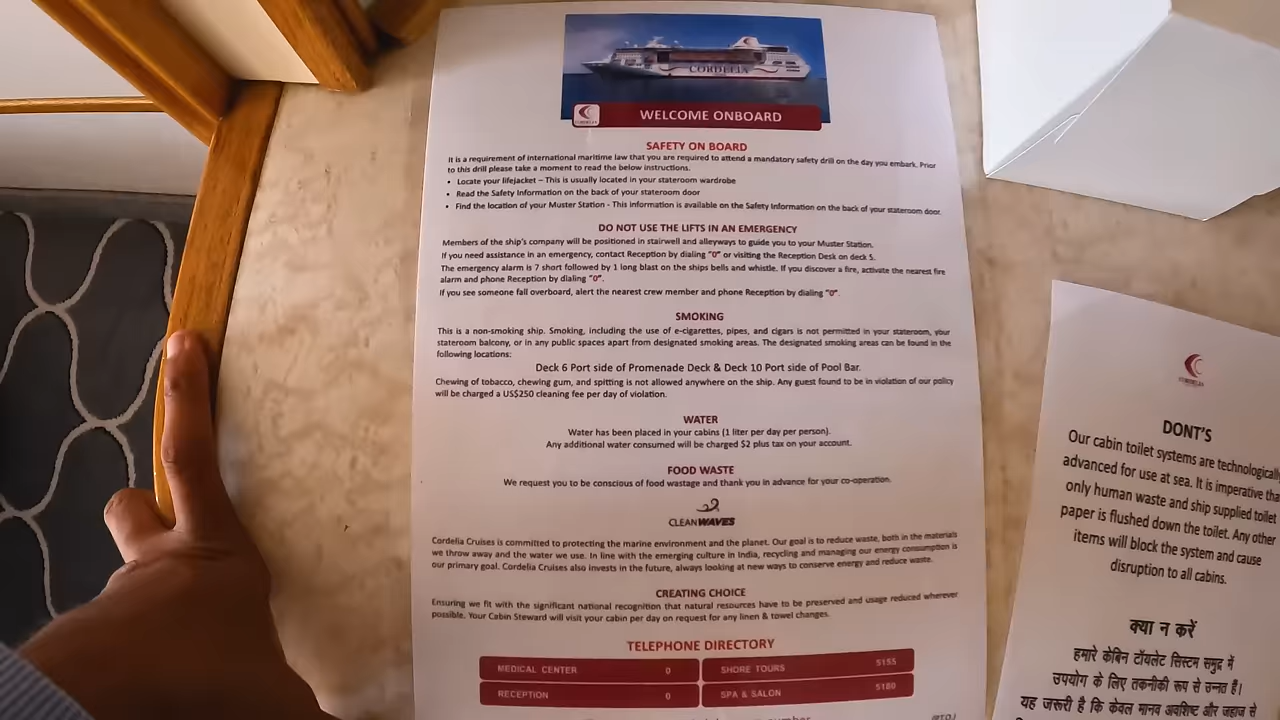 CORDELIA
WELCOME ONBOARD
SAFETY ON BOARD
It is a requirement of international maritime law that you are required to attend a mandatory safety drill on the day you embark. Prior
to this drill please take a moment to read the below instructions.
• Locate your lifejacket – This is usually located in your stateroom wardrobe
• Read the Safety Information on the back of your stateroom door
• Find the location of your Muster Station - This information is available on the Safety Information on the back of your stateroom door.
DO NOT USE THE LIFTS IN AN EMERGENCY
Members of the ship's company will be positioned in stairwell and alleyways to guide you to your Muster Station.
If you need assistance in an emergency, contact Reception by dialing "0" or visiting the Reception Desk on deck 5.
The emergency alarm is 7 short followed by 1 long blast on the ships bells and whistle. If you discover a fire, activate the nearest fire
alarm and phone Reception by dialing "0".
If you see someone fall overboard, alert the nearest crew member and phone Reception by dialing "0".
SMOKING
This is a non-smoking ship. Smoking, including the use of e-cigarettes, pipes, and cigars is not permitted in your stateroom, your
stateroom balcony, or in any public spaces apart from designated smoking areas. The designated smoking areas can be found in the
following locations:
Deck 6 Port side of Promenade Deck & Deck 10 Port side of Pool Bar.
Chewing of tobacco, chewing gum, and spitting is not allowed anywhere on the ship. Any guest found to be in violation of our policy
will be charged a US$250 cleaning fee per day of violation.
WATER
Water has been placed in your cabins (1 liter per day per person).
Any additional water consumed will be charged $2 plus tax on your account.
FOOD WASTE
We request you to be conscious of food wastage and thank you in advance for your co-operation.
CLEANWAVES
Cordelia Cruises is committed to protecting the marine environment and the planet. Our goal is to reduce waste, both in the materials
we throw away and the water we use. In line with the emerging culture in India, recycling and managing our energy consumption is
our primary goal. Cordelia Cruises also invests in the future, always looking at new ways to conserve energy and reduce waste.
CREATING CHOICE
Ensuring we fit with the significant national recognition that natural resources have to be preserved and usage reduced wherever
possible. Your Cabin Steward will visit your cabin per day on request for any linen & towel changes.
TELEPHONE DIRECTORY
MEDICAL CENTER 0 SHORE TOURS 5155
RECEPTION 0 SPA & SALON 5180
number
(P.T.O.)
CORDELIA
DONT'S
Our cabin toilet systems are technologically
advanced for use at sea. It is imperative that
only human waste and ship supplied toilet
paper is flushed down the toilet. Any other
items will block the system and cause
disruption to all cabins.
क्या न करें
हमारे केबिन टॉयलेट सिस्टम समुद्र में
उपयोग के लिए तकनीकी रूप से उन्नत हैं।
यह जरूरी है कि केवल मानव अवशिष्ट और जहाज से